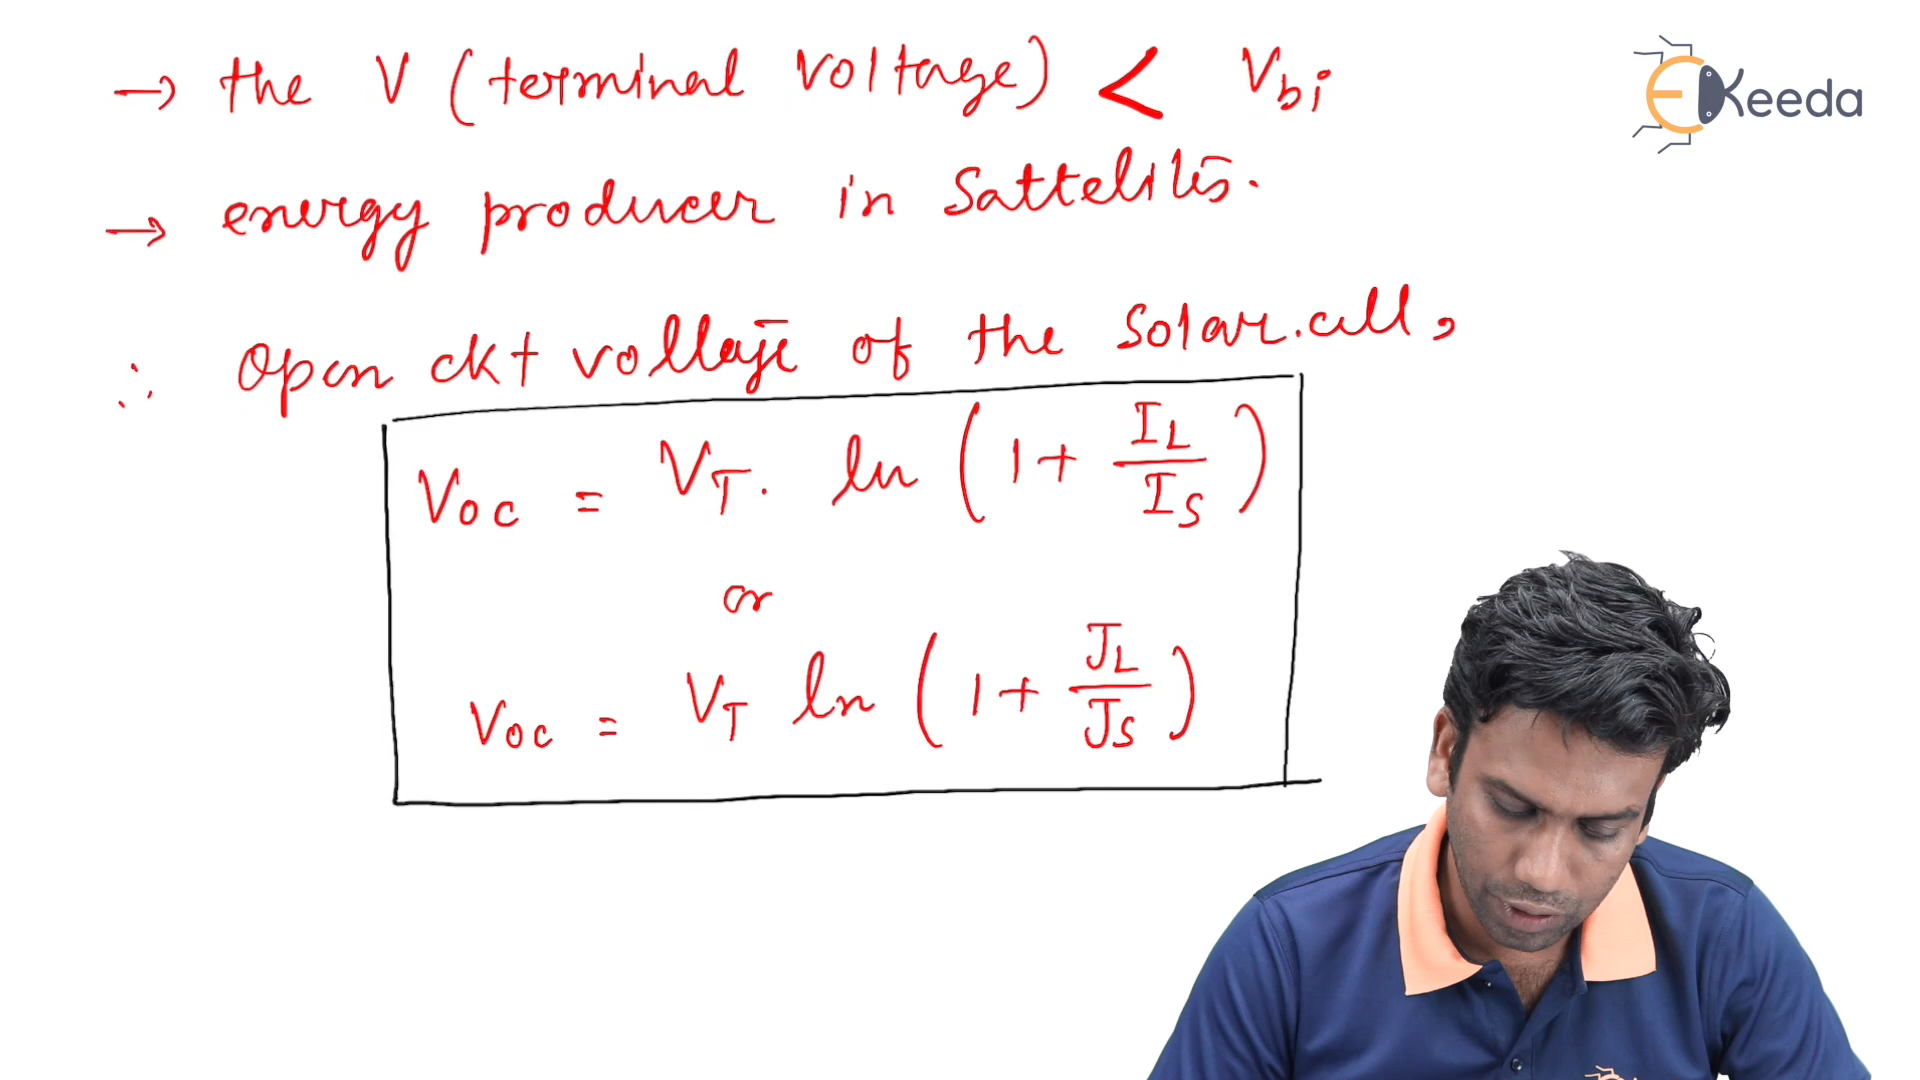 → the V (terminal voltage) < Vbi
EKeeda
→ energy producer in Sattelites.
∴ Open ckt voltage of the Solar.cell,
Voc = VT. ln (1 + IL/IS)
or
Voc = VT ln (1 + JL/JS)